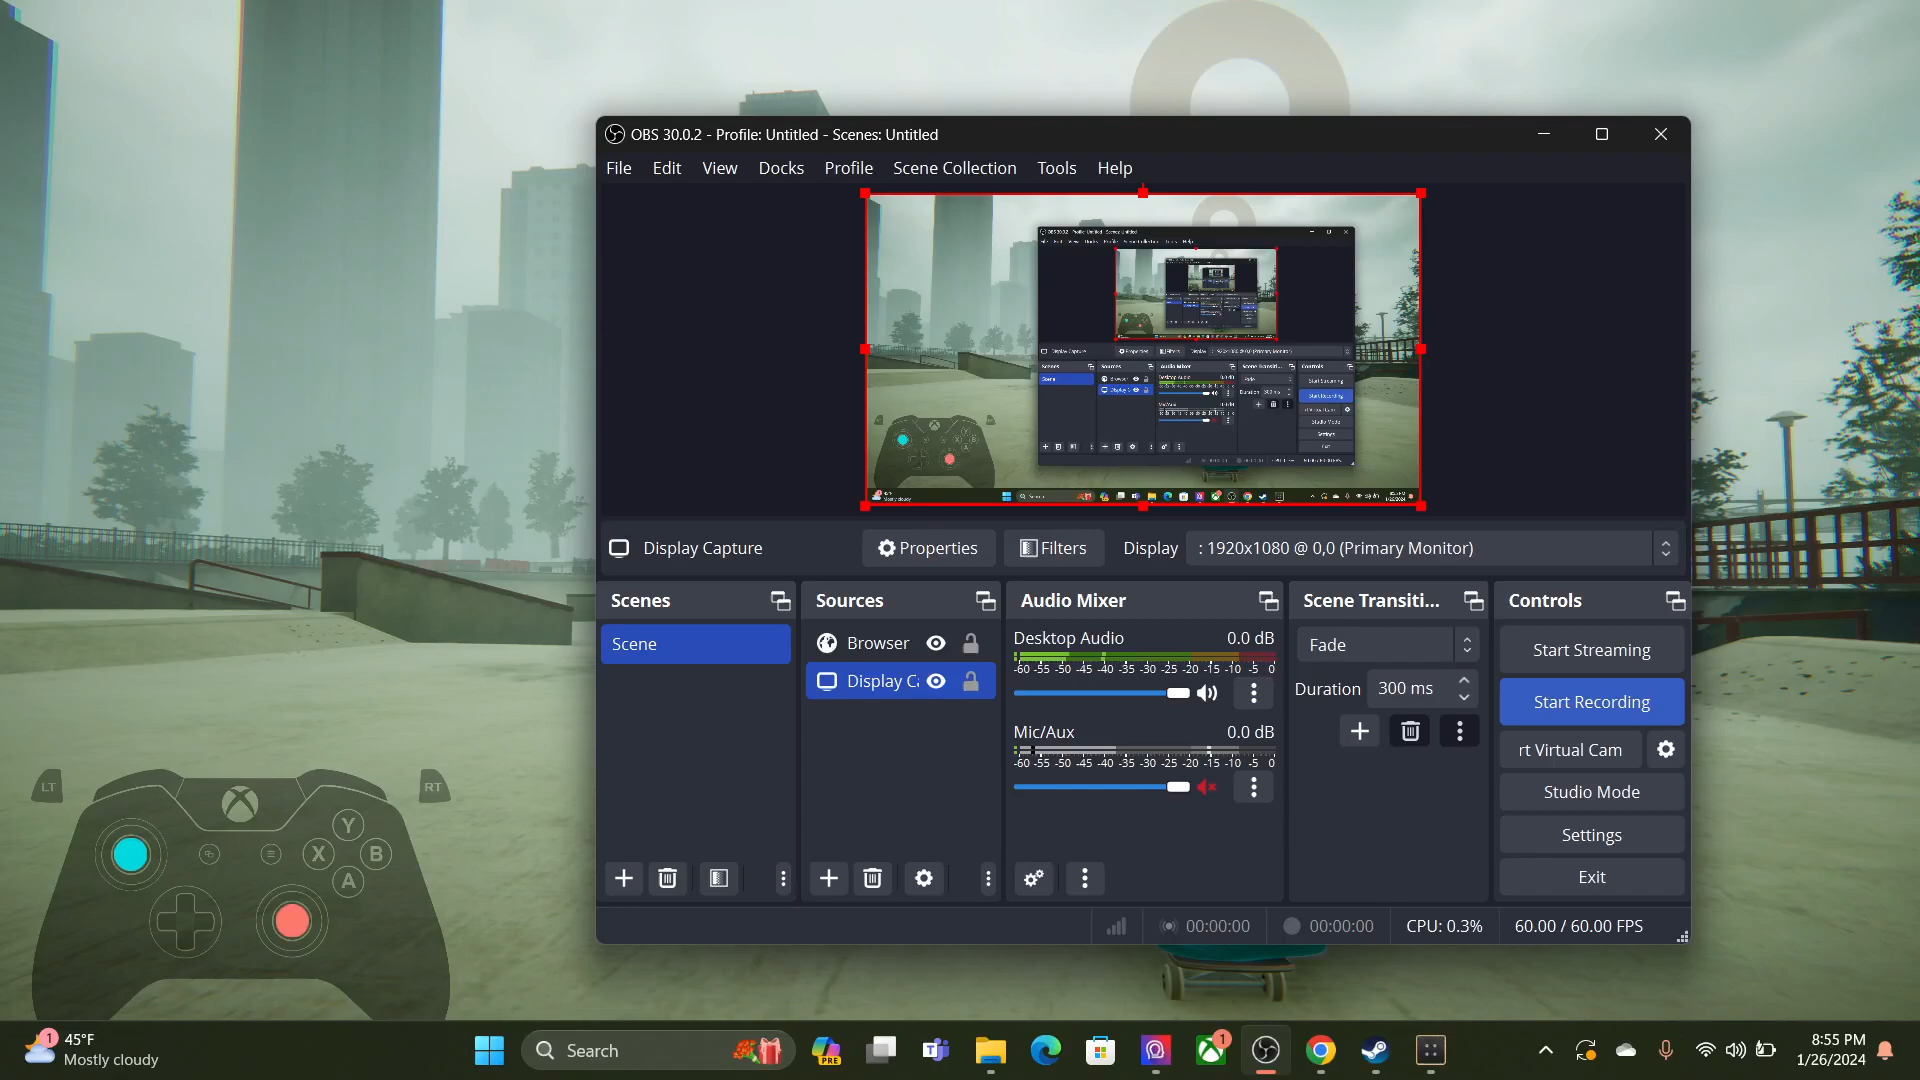 OBS 30.0.2 - Profile: Untitled - Scenes: Untitled
File Edit View Docks Profile Scene Collection Tools Help
Display Capture Properties Filters Display : 1920x1080 @ 0,0 (Primary Monitor)
Scenes
Scene
Sources
Browser
Display Ca
Audio Mixer
Desktop Audio 0.0 dB
-60 -55 -50 -45 -40 -35 -30 -25 -20 -15 -10 -5 0
Mic/Aux 0.0 dB
-60 -55 -50 -45 -40 -35 -30 -25 -20 -15 -10 -5 0
Scene Transiti...
Fade
Duration 300 ms
Controls
Start Streaming
Start Recording
rt Virtual Cam
Studio Mode
Settings
Exit
00:00:00 00:00:00 CPU: 0.3% 60.00 / 60.00 FPS
LT RT
Y
X B
A
1
45°F
Mostly cloudy
Search
PRE
T
1
8:55 PM
1/26/2024